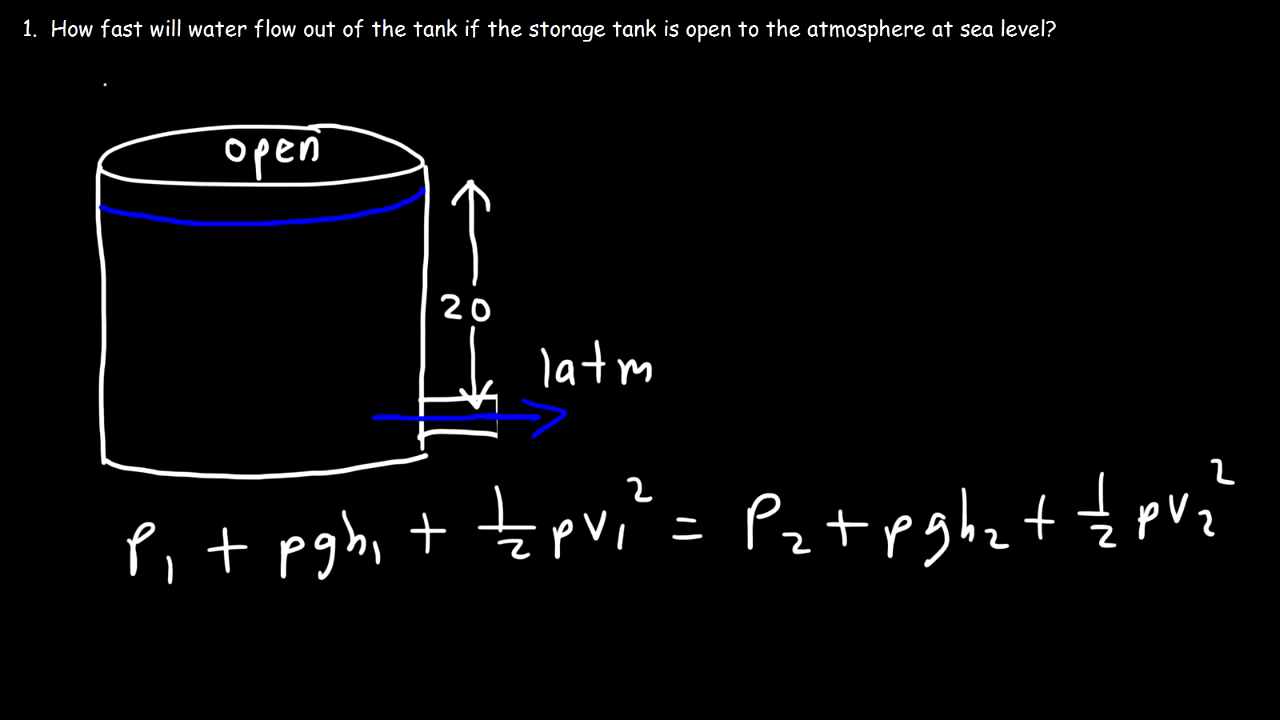 1. How fast will water flow out of the tank if the storage tank is open to the atmosphere at sea level?
open
20
1atm
P₁ + ρgh₁ + ½ρv₁² = P₂ + ρgh₂ + ½ρv₂²